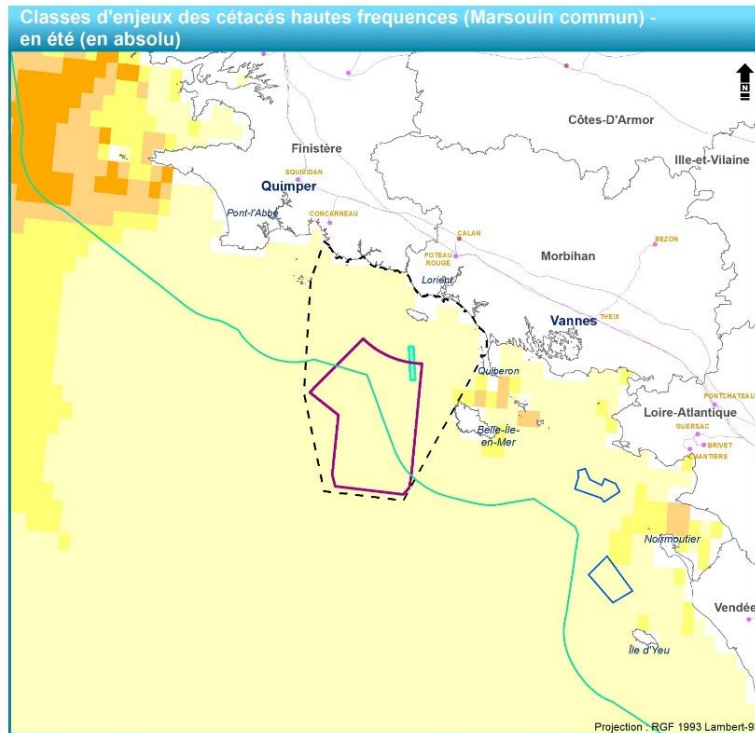 Classes d'enjeux des cétacés hautes frequences (Marsouin commun) -
en été (en absolu)
N
Côtes-D'Armor
Ille-et-Vilaine
Finistère
SQUIVIDAN
Quimper
Pont-l'Abbé
CONCARNEAU
CALAN
BEZON
POTEAU
ROUGE
Morbihan
Lorient
Vannes
THEIX
Quiberon
PONTCHATEAU
Loire-Atlantique
Belle-Île-
en-Mer
GUERSAC
BRIVET
CHANTIERS
Noirmoutier
Vendée
Île d'Yeu
Projection : RGF 1993 Lambert-93